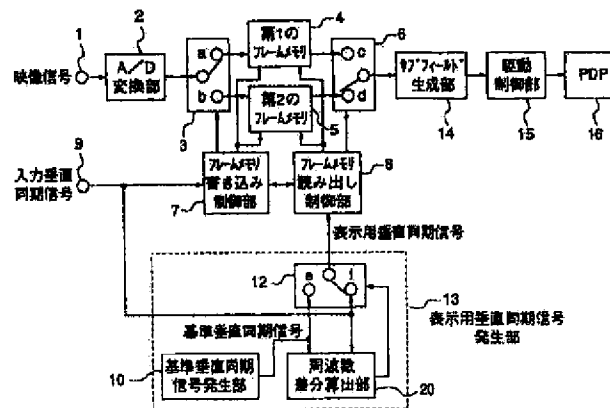 1
映像信号
2
A/D
変換部
a
b
3
4
第1の
フレームメモリ
第2の
フレームメモリ
5
6
c
d
サブフィールド
生成部
14
駆動
制御部
15
PDP
16
9
入力垂直
同期信号
フレームメモリ
書き込み
制御部
7
フレームメモリ
読み出し
制御部
8
表示用垂直同期信号
12
e
f
13
表示用垂直同期信号
発生部
基準垂直同期信号
10
基準垂直同期
信号発生部
周波数
差分算出部
20